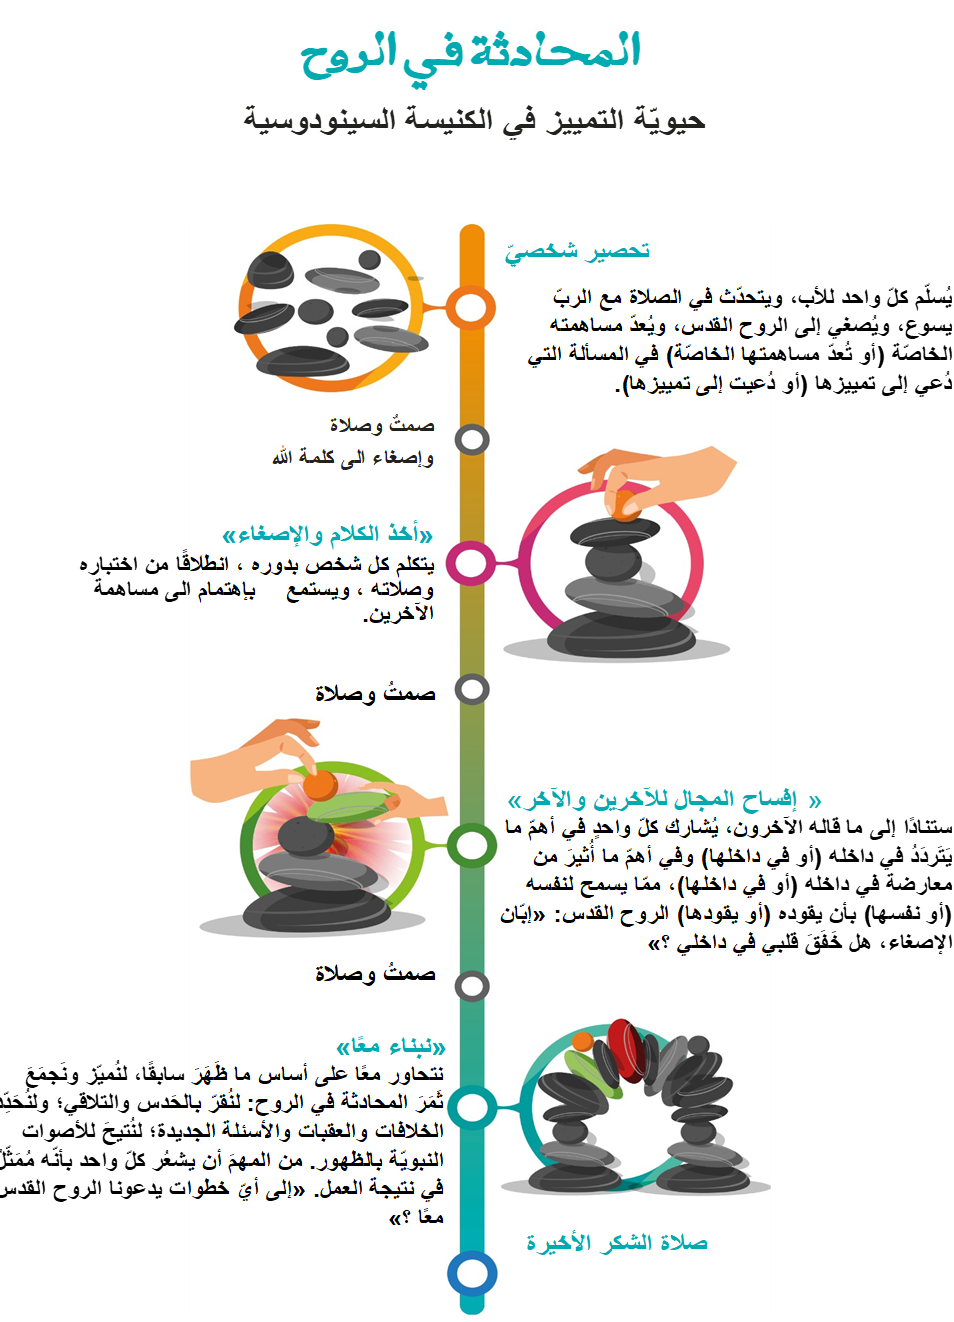 المحادثة في الروح
حيويّة التمييز في الكنيسة السينودوسية
تحصير شخصيّ
يُسلّم كلّ واحد للأب، ويتحدّث في الصلاة مع الربّ
يسوع، ويُصغي إلى الروح القدس، ويُعدّ مساهمته
الخاصّة (أو تُعدّ مساهمتها الخاصّة) في المسألة التي
دُعي إلى تمييزها (أو دُعيت إلى تمييزها).
صمتٌ وصلاة
وإصغاء الى كلمة الله
«أخذ الكلام والإصغاء»
يتكلم كل شخص بدوره ، انطلاقًا من اختباره
وصلاته ، ويستمع بإهتمام الى مساهمة
الآخرين.
صمتُ وصلاة
« إفساح المجال للآخرين والآخر»
ستنادًا إلى ما قاله الآخرون، يُشارك كلّ واحدٍ في أهمّ ما
يَتَردَدُ في داخله (أو في داخلها) وفي أهمّ ما أُثيرَ من
معارضة في داخله (أو في داخلها)، ممّا يسمح لنفسه
(أو نفسها) بأن يقوده (أو يقودها) الروح القدس: «إبّان
الإصغاء، هل خَفَقَ قلبي في داخلي ؟»
صمتُ وصلاة
«نبناء معًا»
نتحاور معًا على أساس ما ظَهَرَ سابقًا، لنُميّز ونَجمَعَ
ثَمَرَ المحادثة في الروح: لنُقرّ بالحَدس والتلاقي؛
الخلافات والعقبات والأسئلة الجديدة؛ لنُتيحَ للأصوات
النبويّة بالظهور. من المهمّ أن يشعُر كلّ واحد بأنّه
في نتيجة العمل. «إلى أيّ خطوات يدعونا الروح القدس
معًا ؟»
صلاة الشكر الأخيرة